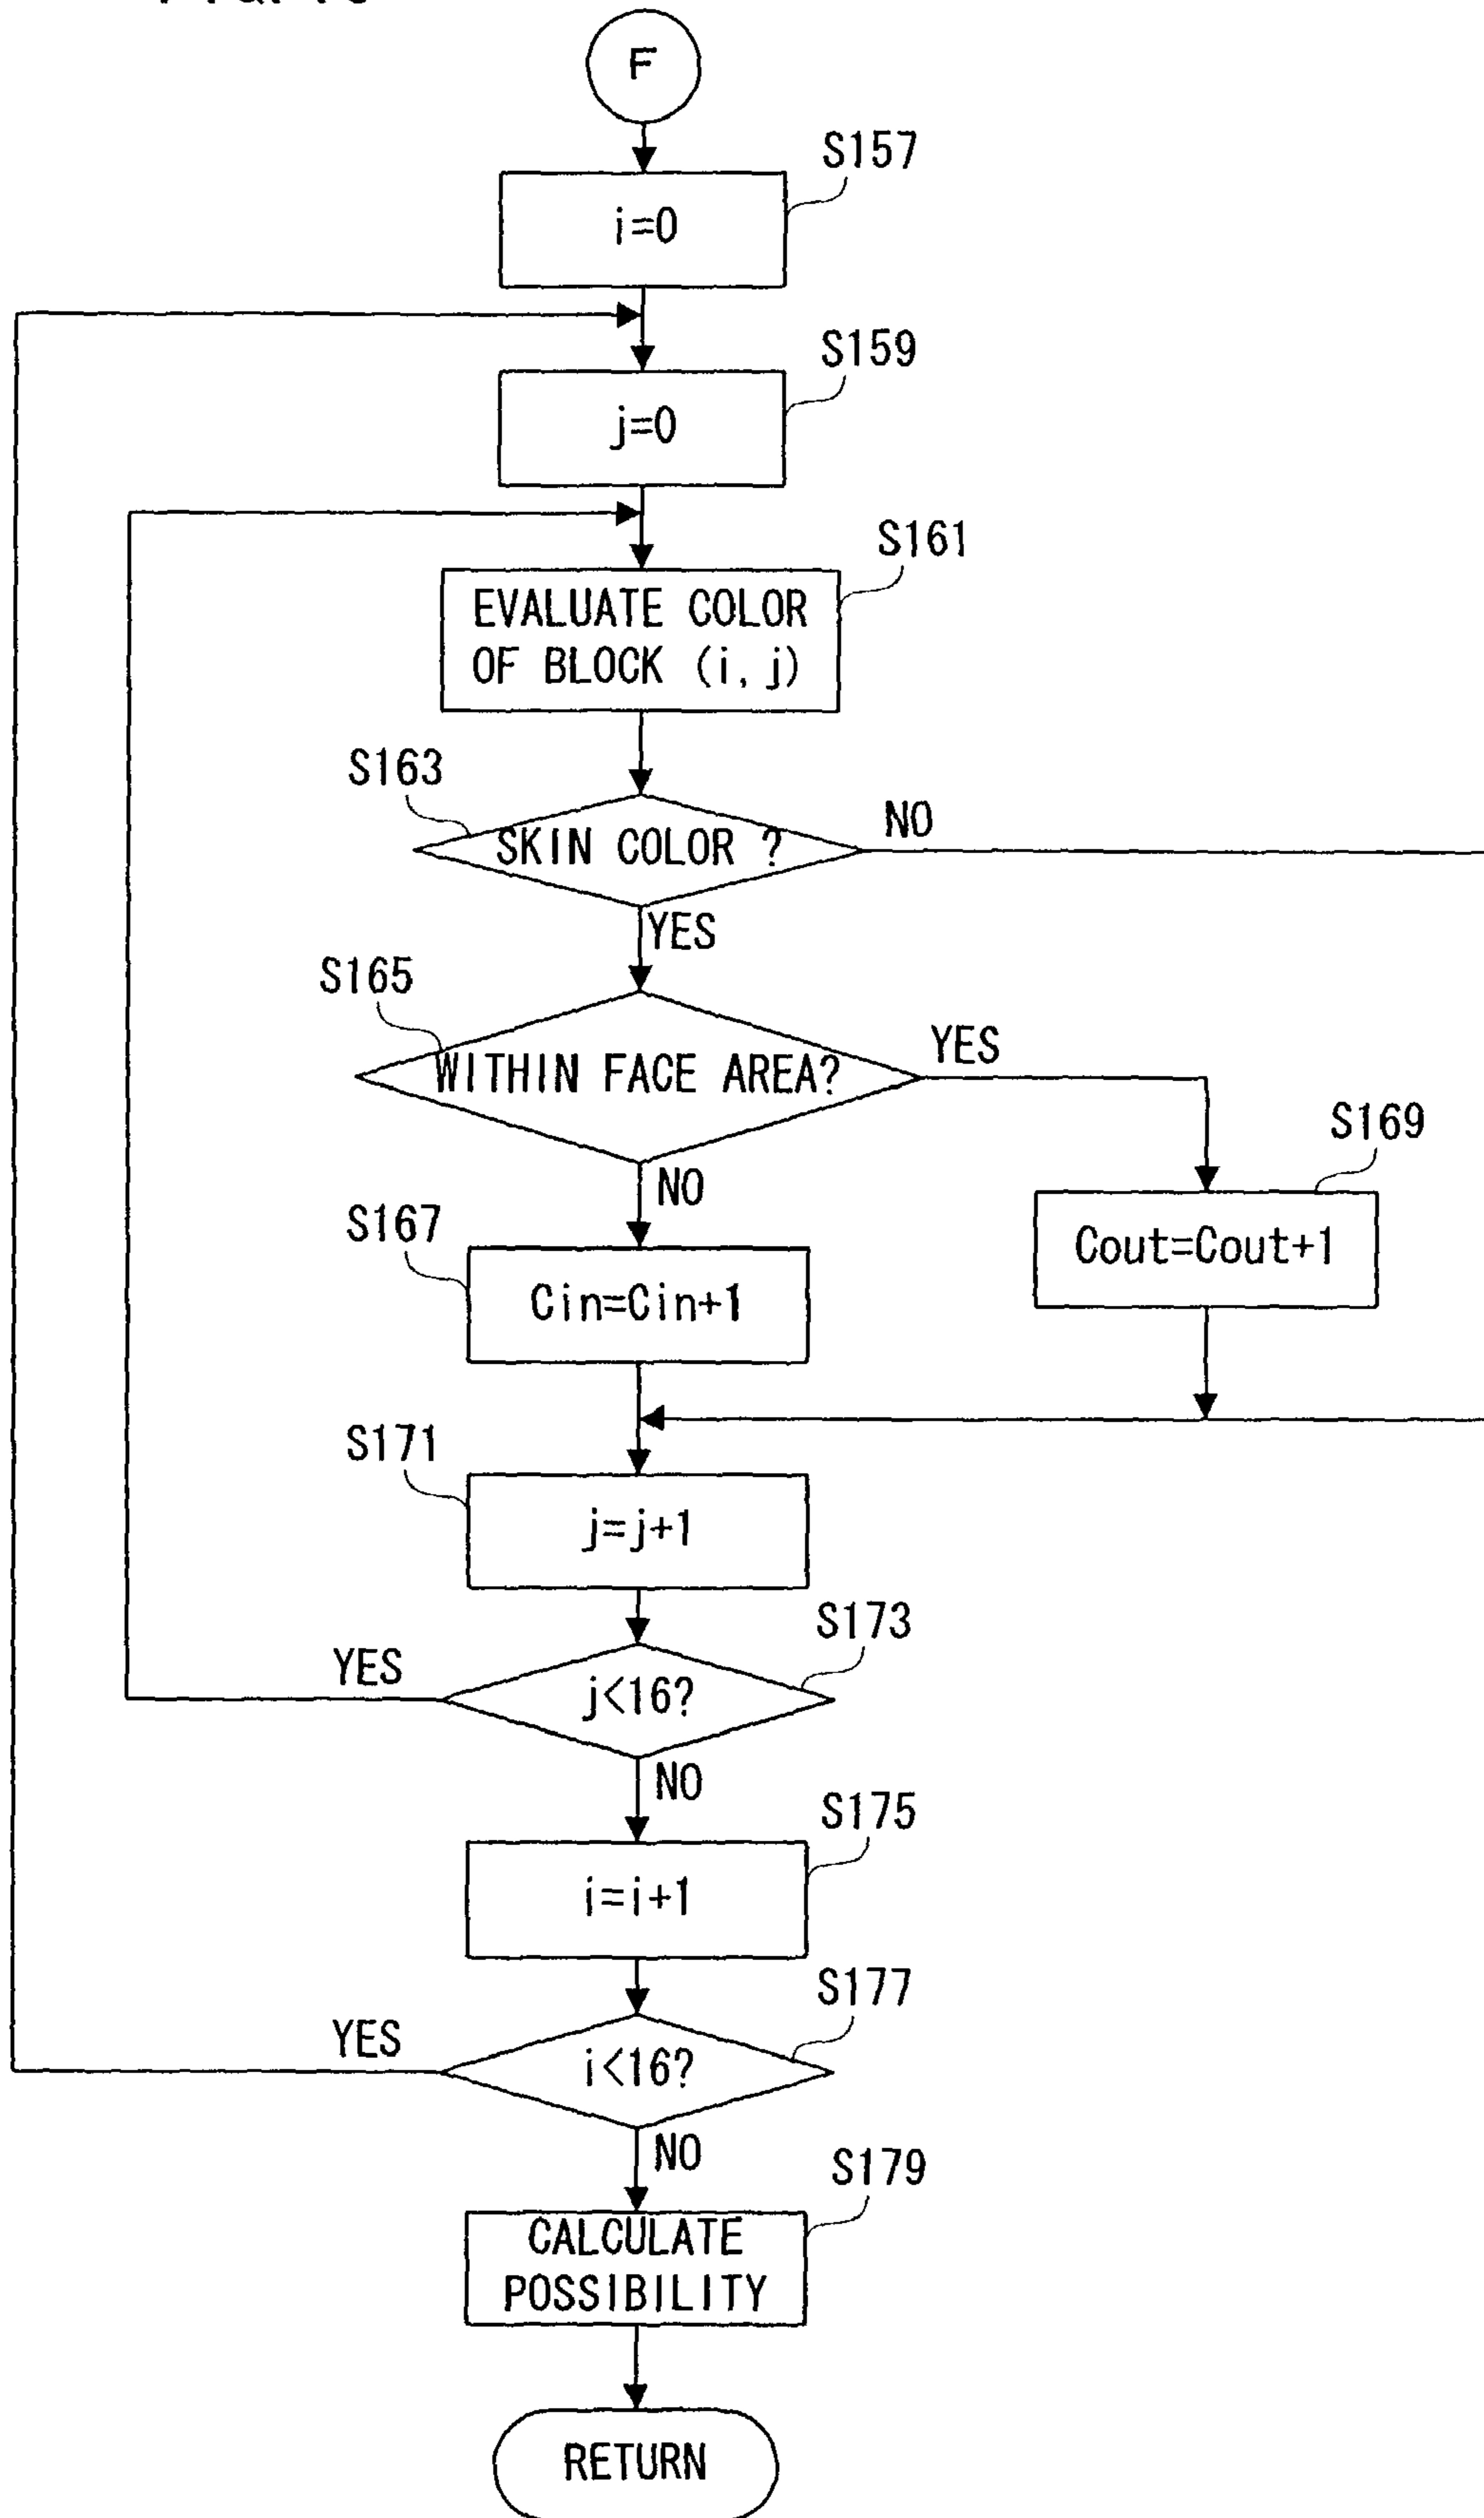 F
S157
i=0
S159
j=0
S161
EVALUATE COLOR
OF BLOCK (i, j)
S163
SKIN COLOR ?
NO
YES
S165
WITHIN FACE AREA?
YES
NO
S169
Cout=Cout+1
S167
Cin=Cin+1
S171
j=j+1
S173
YES
j<16?
NO
S175
i=i+1
S177
YES
i<16?
NO
S179
CALCULATE
POSSIBILITY
RETURN